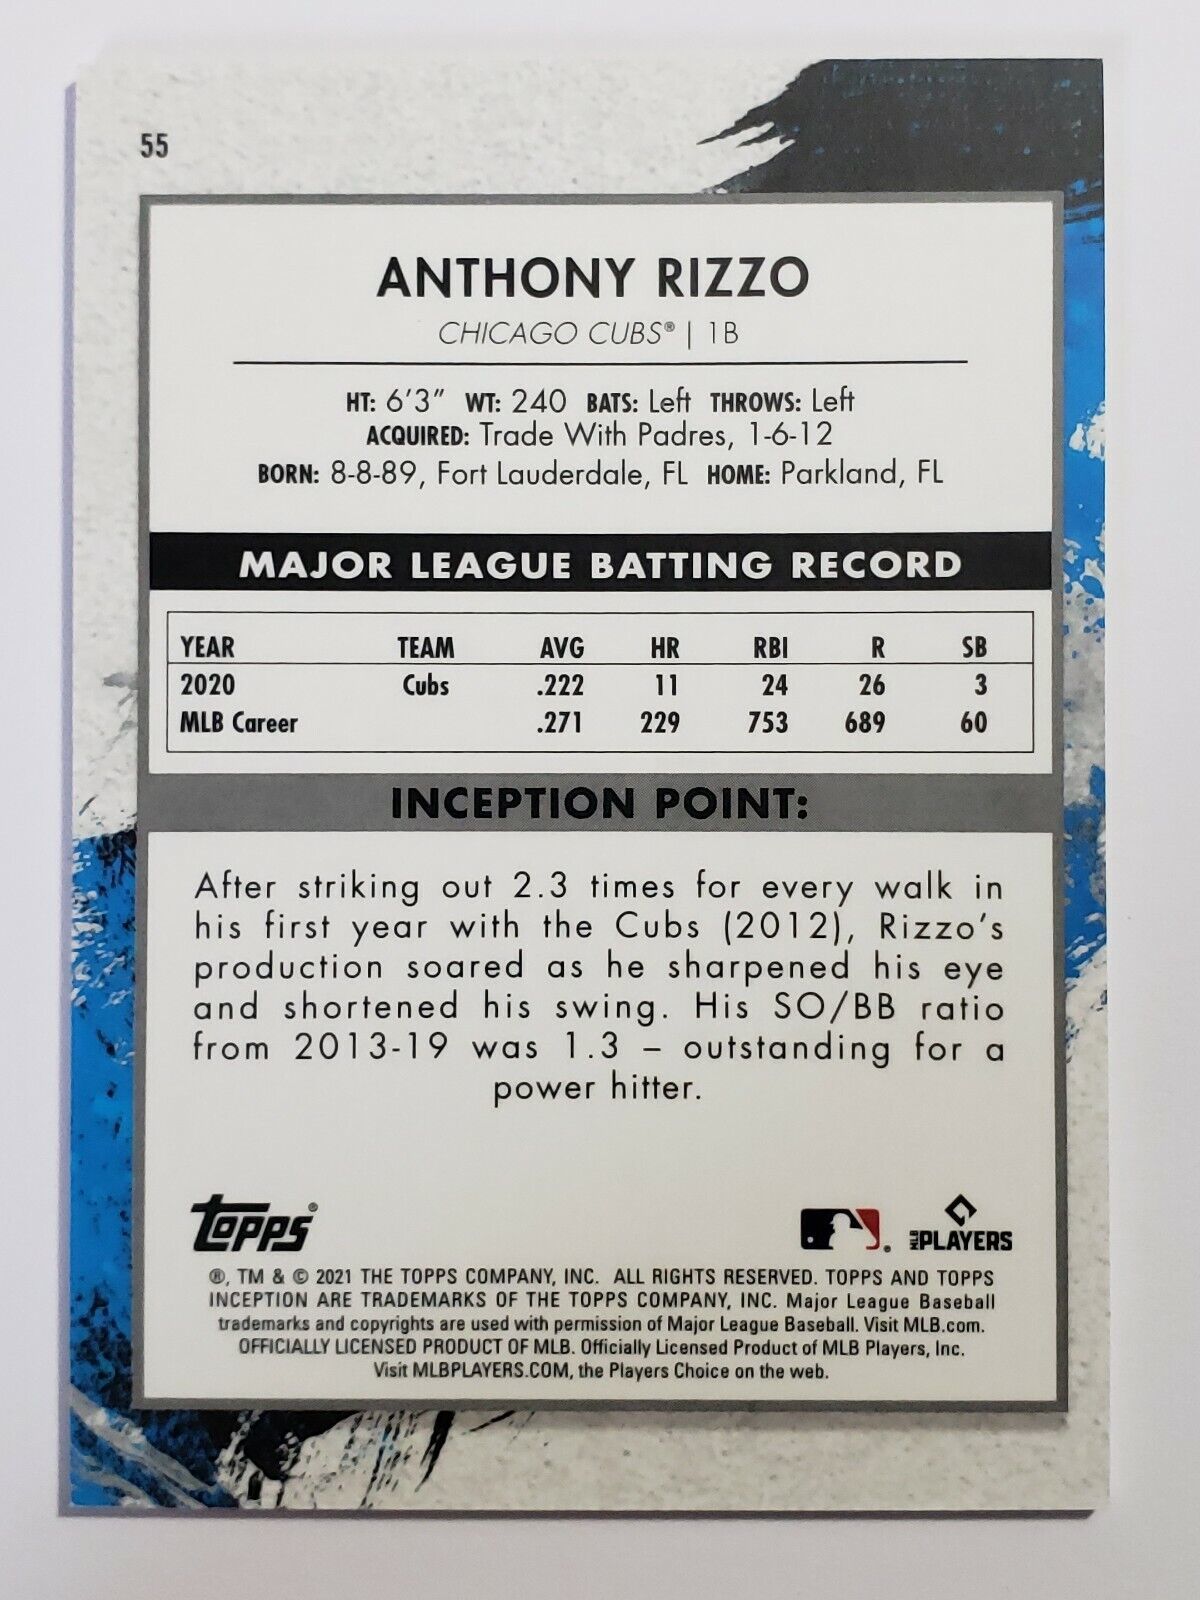 55
ANTHONY RIZZO
CHICAGO CUBS® | 1B
HT: 6'3" WT: 240 BATS: Left THROWS: Left
ACQUIRED: Trade With Padres, 1-6-12
BORN: 8-8-89, Fort Lauderdale, FL HOME: Parkland, FL
MAJOR LEAGUE BATTING RECORD
YEAR TEAM AVG HR RBI R SB
2020 Cubs .222 11 24 26 3
MLB Career .271 229 753 689 60
INCEPTION POINT:
After striking out 2.3 times for every walk in
his first year with the Cubs (2012), Rizzo's
production soared as he sharpened his eye
and shortened his swing. His SO/BB ratio
from 2013-19 was 1.3 – outstanding for a
power hitter.
topps®
MLB PLAYERS
®, TM & © 2021 THE TOPPS COMPANY, INC. ALL RIGHTS RESERVED. TOPPS AND TOPPS
INCEPTION ARE TRADEMARKS OF THE TOPPS COMPANY, INC. Major League Baseball
trademarks and copyrights are used with permission of Major League Baseball. Visit MLB.com.
OFFICIALLY LICENSED PRODUCT OF MLB. Officially Licensed Product of MLB Players, Inc.
Visit MLBPLAYERS.COM, the Players Choice on the web.